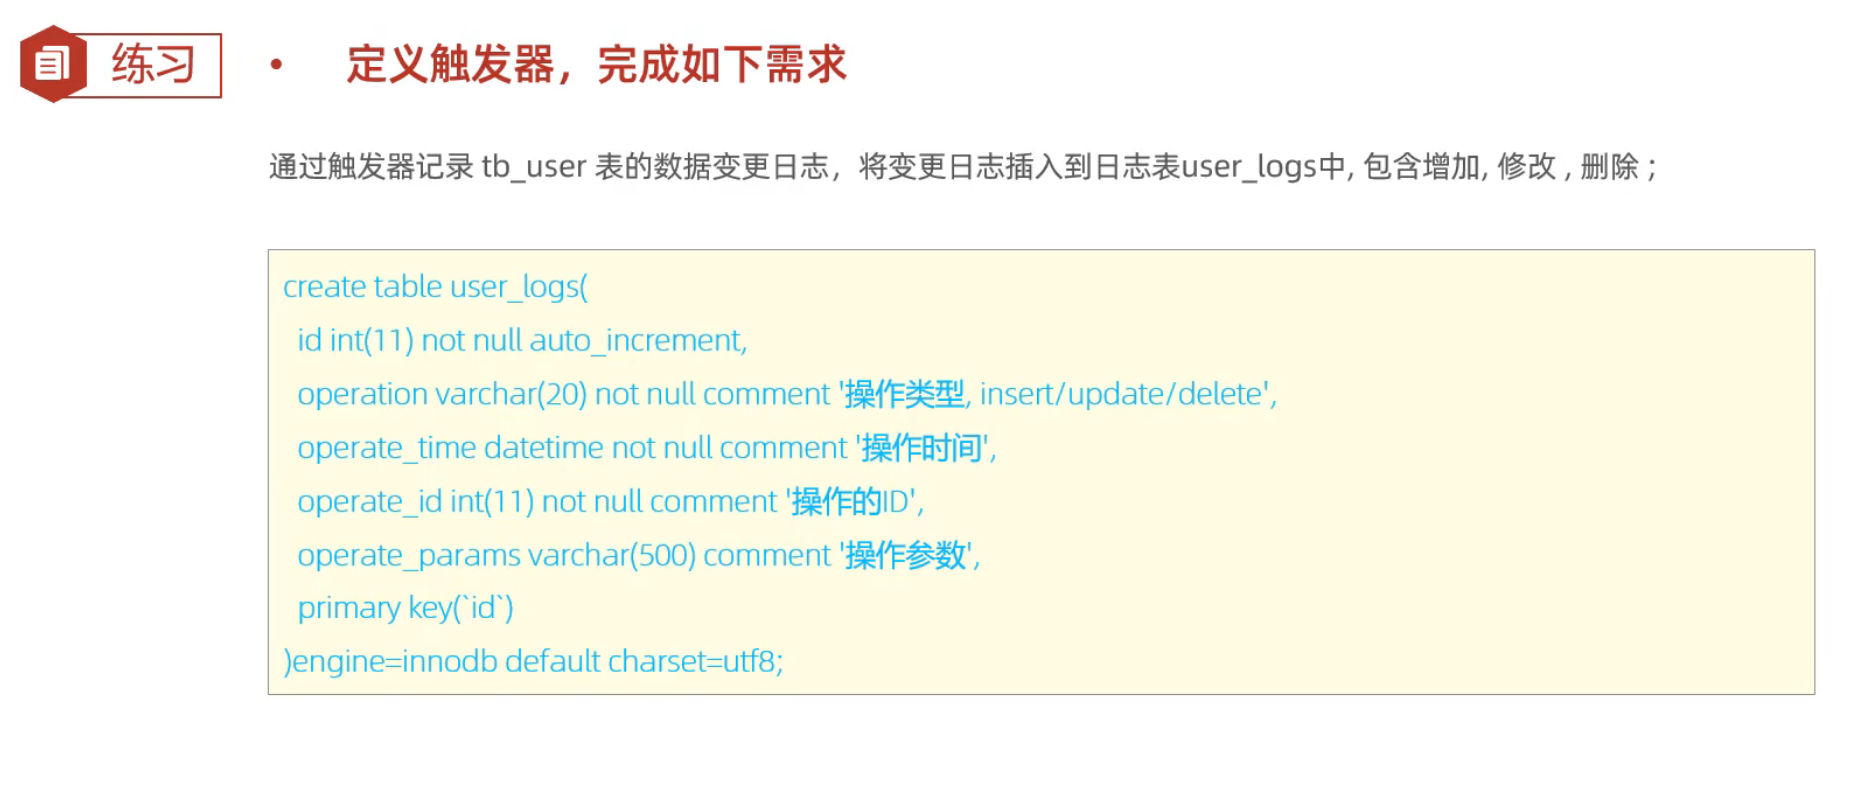 练习
• 定义触发器，完成如下需求
通过触发器记录 tb_user 表的数据变更日志，将变更日志插入到日志表user_logs中, 包含增加, 修改 , 删除 ;
create table user_logs(
id int(11) not null auto_increment,
operation varchar(20) not null comment '操作类型, insert/update/delete',
operate_time datetime not null comment '操作时间',
operate_id int(11) not null comment '操作的ID',
operate_params varchar(500) comment '操作参数',
primary key(`id`)
)engine=innodb default charset=utf8;